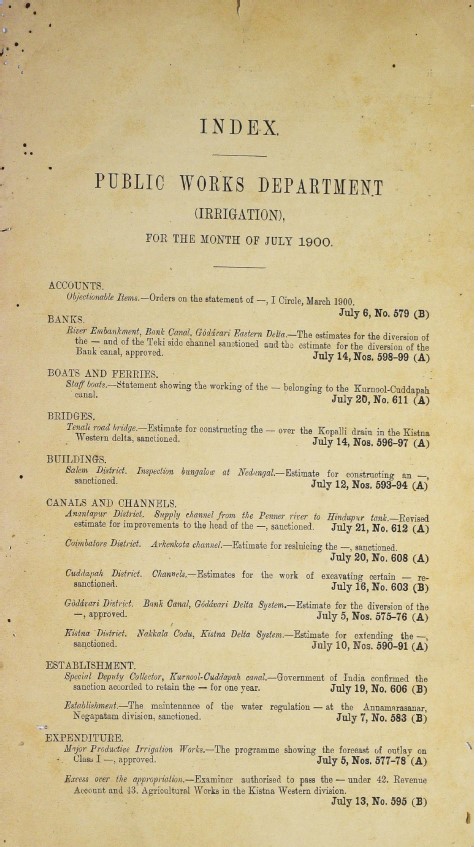 INDEX.
PUBLIC WORKS DEPARTMENT
(IRRIGATION),
FOR THE MONTH OF JULY 1900.
ACCOUNTS.
Objectionable Items.—Orders on the statement of —, I Circle, March 1900.
July 6, No. 579 (B)
BANKS.
River Embankment, Bank Canal, Gódávari Eastern Delta.—The estimates for the diversion of
the — and of the Teki side channel sanctioned and the estimate for the diversion of the
Bank canal, approved. July 14, Nos. 598-99 (A)
BOATS AND FERRIES.
Staff boats.—Statement showing the working of the — belonging to the Kurnool-Cuddapah
canal. July 20, No. 611 (A)
BRIDGES.
Tenali road bridge.—Estimate for constructing the — over the Kopalli drain in the Kistna
Western delta, sanctioned. July 14, Nos. 596-97 (A)
BUILDINGS.
Salem District. Inspection bungalow at Nedungal.—Estimate for constructing an —,
sanctioned. July 12, Nos. 593-94 (A)
CANALS AND CHANNELS.
Anantapur District. Supply channel from the Penner river to Hindupur tank.—Revised
estimate for improvements to the head of the —, sanctioned. July 21, No. 612 (A)
Coimbatore District. Arkenkota channel.—Estimate for resluicing the —, sanctioned.
July 20, No. 608 (A)
Cuddapah District. Channels.—Estimates for the work of excavating certain — re-
sanctioned. July 16, No. 603 (B)
Gódávari District. Bank Canal, Gódávari Delta System.—Estimate for the diversion of the
—, approved. July 5, Nos. 575-76 (A)
Kistna District. Nakkala Codu, Kistna Delta System.—Estimate for extending the —,
sanctioned. July 10, Nos. 590-91 (A)
ESTABLISHMENT.
Special Deputy Collector, Kurnool-Cuddapah canal.—Government of India confirmed the
sanction accorded to retain the — for one year. July 19, No. 606 (B)
Establishment.—The maintenance of the water regulation — at the Annamarasanar,
Negapatam division, sanctioned. July 7, No. 583 (B)
EXPENDITURE.
Major Productive Irrigation Works.—The programme showing the forecast of outlay on
Class I —, approved. July 5, Nos. 577-78 (A)
Excess over the appropriation.—Examiner authorised to pass the — under 42. Revenue
Account and 43. Agricultural Works in the Kistna Western division.
July 13, No. 595 (B)